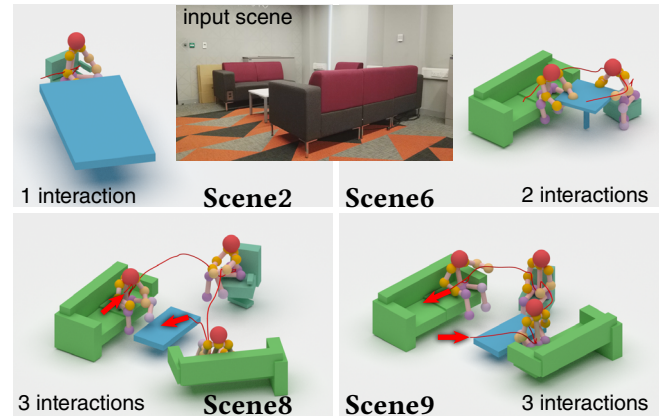 input scene
1 interaction
Scene2
Scene6
2 interactions
3 interactions
Scene8
Scene9
3 interactions